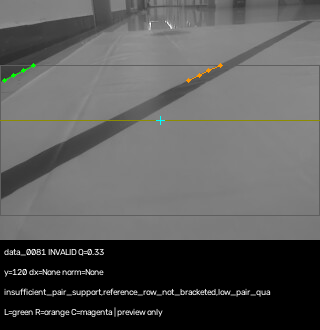 data_0081 INVALID Q=0.33
y=120 dx=None norm=None
insufficient_pair_support,reference_row_not_bracketed,low_pair_qua
L=green R=orange C=magenta | preview only